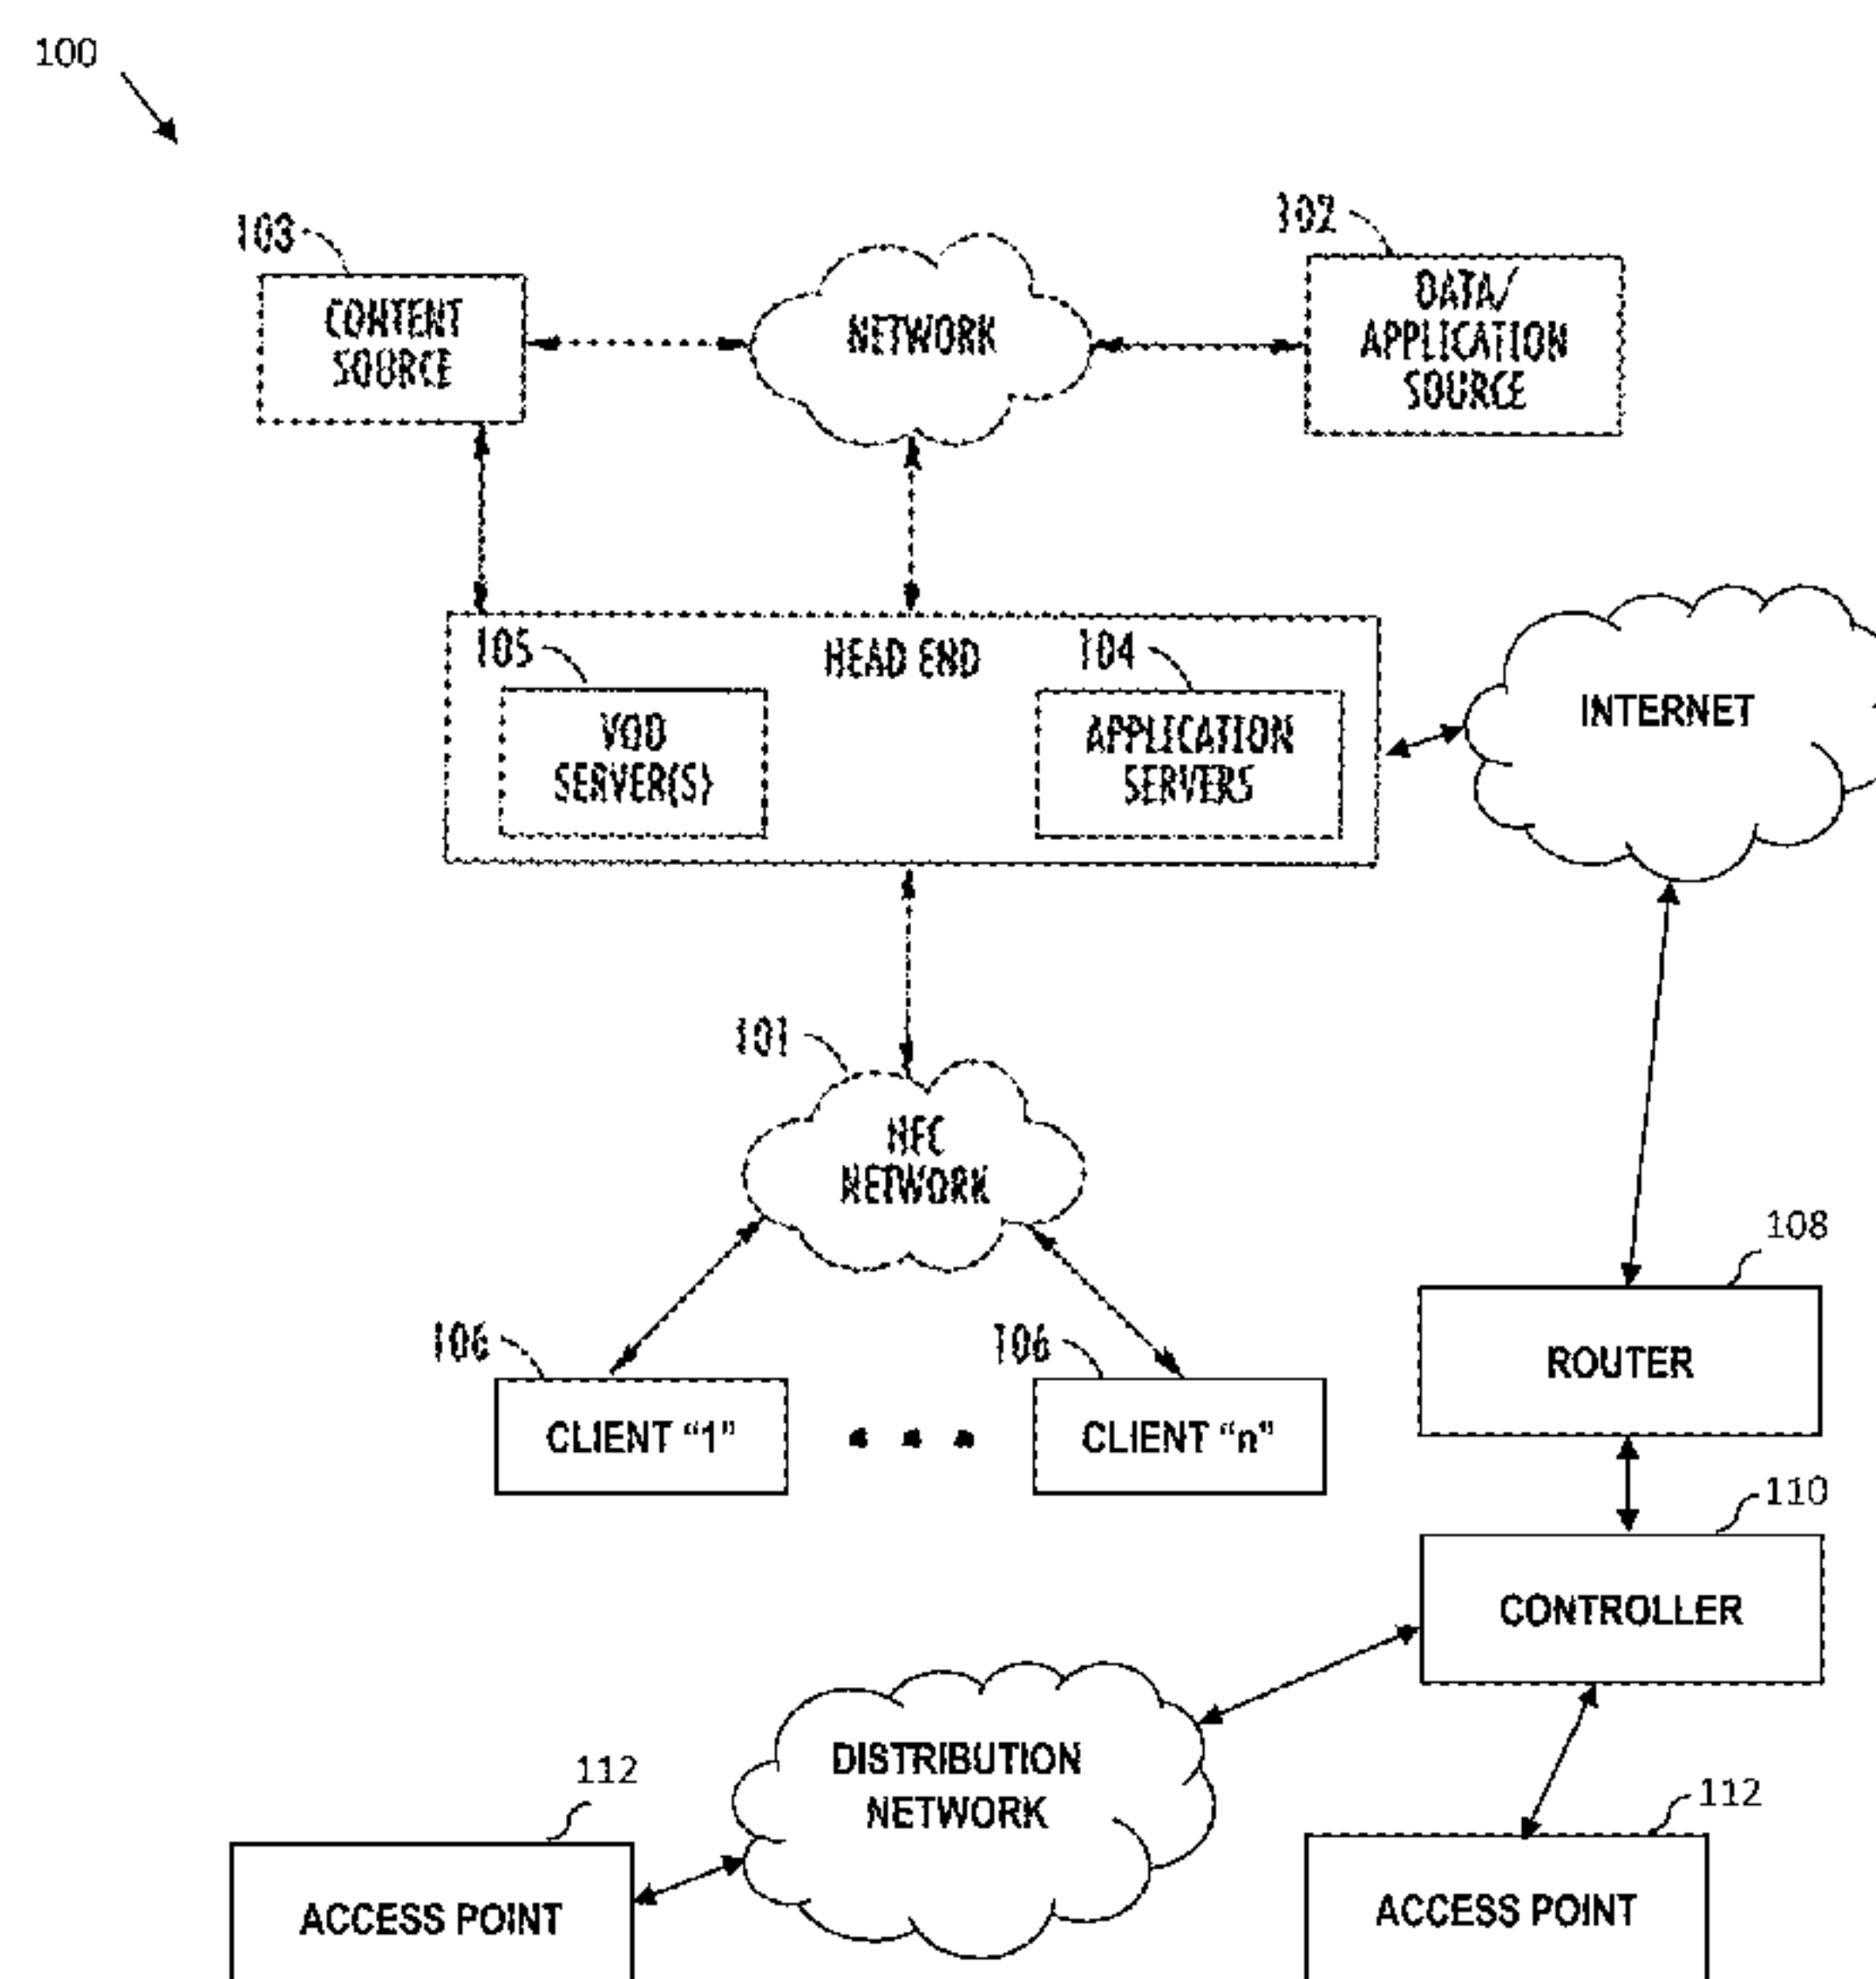 100
103
102
CONTENT
SOURCE
NETWORK
DATA/
APPLICATION
SOURCE
105
HEAD END
104
VOD
SERVER(S)
APPLICATION
SERVERS
INTERNET
101
HFC
NETWORK
108
106
106
ROUTER
CLIENT "1"
CLIENT "n"
110
CONTROLLER
DISTRIBUTION
NETWORK
112
112
ACCESS POINT
ACCESS POINT